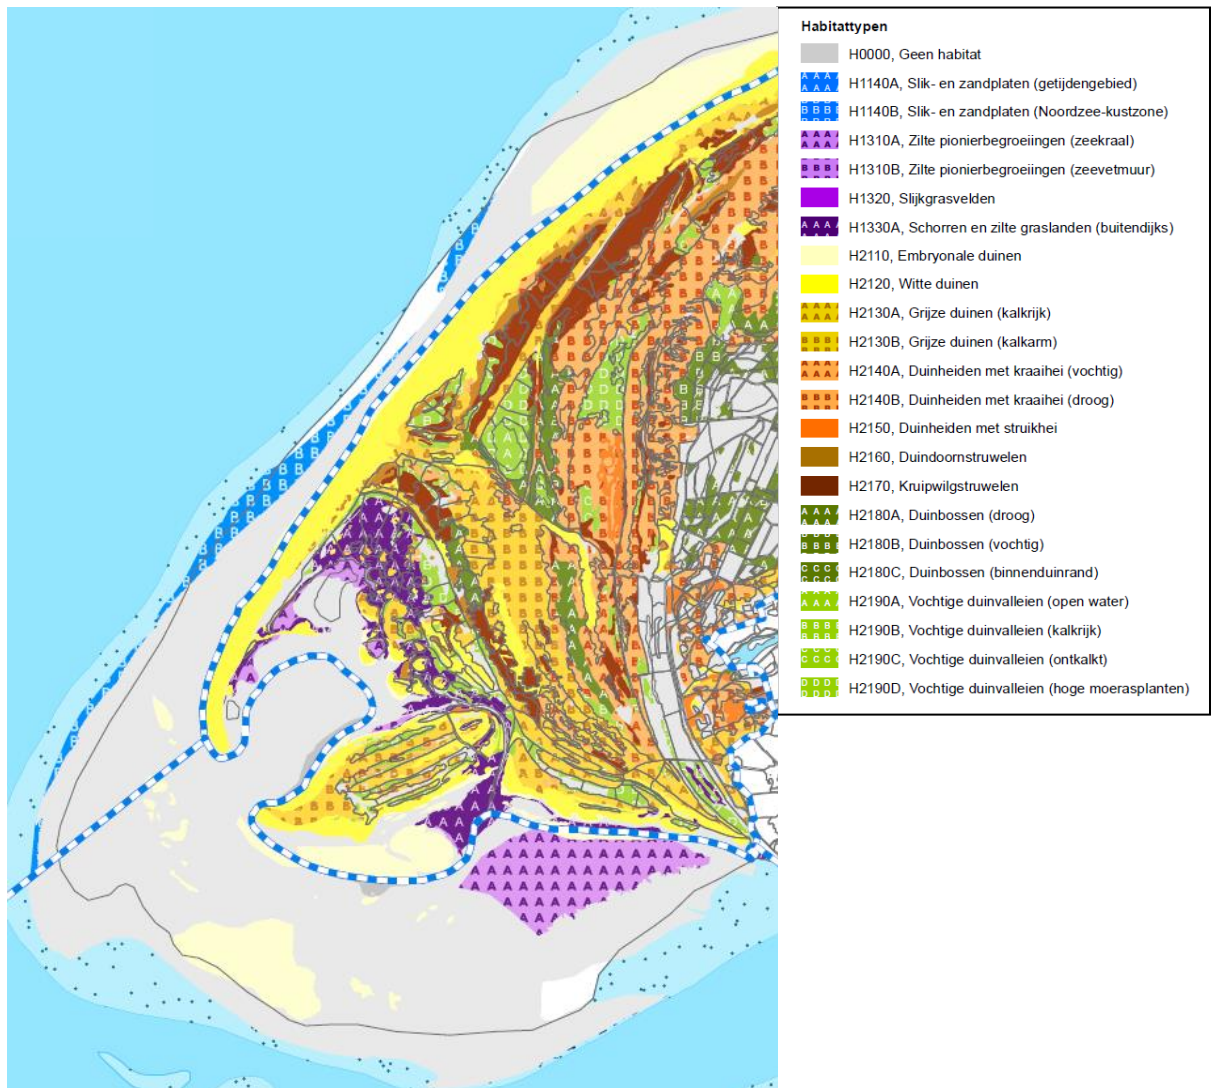 Habitattypen
H0000, Geen habitat
H1140A, Slik- en zandplaten (getijdengebied)
H1140B, Slik- en zandplaten (Noordzee-kustzone)
H1310A, Zilte pionierbegroeiingen (zeekraal)
H1310B, Zilte pionierbegroeiingen (zeevetmuur)
H1320, Slijkgrasvelden
H1330A, Schorren en zilte graslanden (buitendijks)
H2110, Embryonale duinen
H2120, Witte duinen
H2130A, Grijze duinen (kalkrijk)
H2130B, Grijze duinen (kalkarm)
H2140A, Duinheiden met kraaihei (vochtig)
H2140B, Duinheiden met kraaihei (droog)
H2150, Duinheiden met struikhei
H2160, Duindoornstruwelen
H2170, Kruipwilgstruwelen
H2180A, Duinbossen (droog)
H2180B, Duinbossen (vochtig)
H2180C, Duinbossen (binnenduinrand)
H2190A, Vochtige duinvalleien (open water)
H2190B, Vochtige duinvalleien (kalkrijk)
H2190C, Vochtige duinvalleien (ontkalkt)
H2190D, Vochtige duinvalleien (hoge moerasplanten)